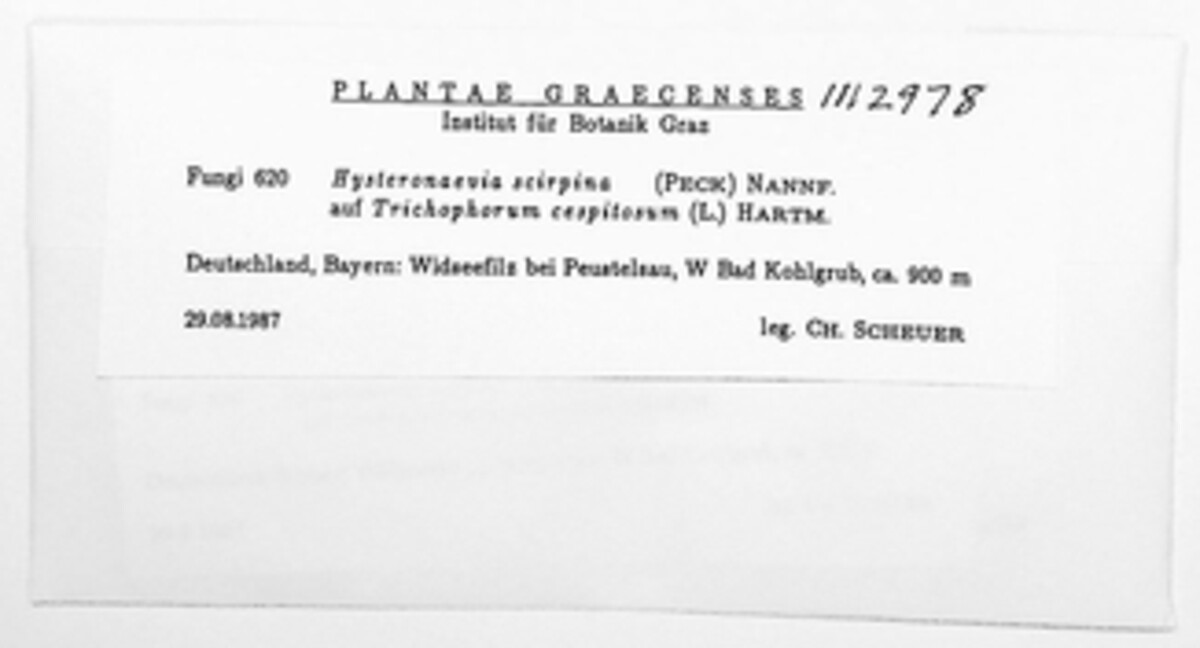 PLANTAE GRAECENSES 1112978
Institut für Botanik Graz
Fungi 620 Hysteronaevia scirpina (PECK) NANNF.
auf Trichophorum cespitosum (L.) HARTM.
Deutschland, Bayern: Widseefilz bei Peustelsau, W Bad Kohlgrub, ca. 900 m
29.08.1987 leg. CH. SCHEUER